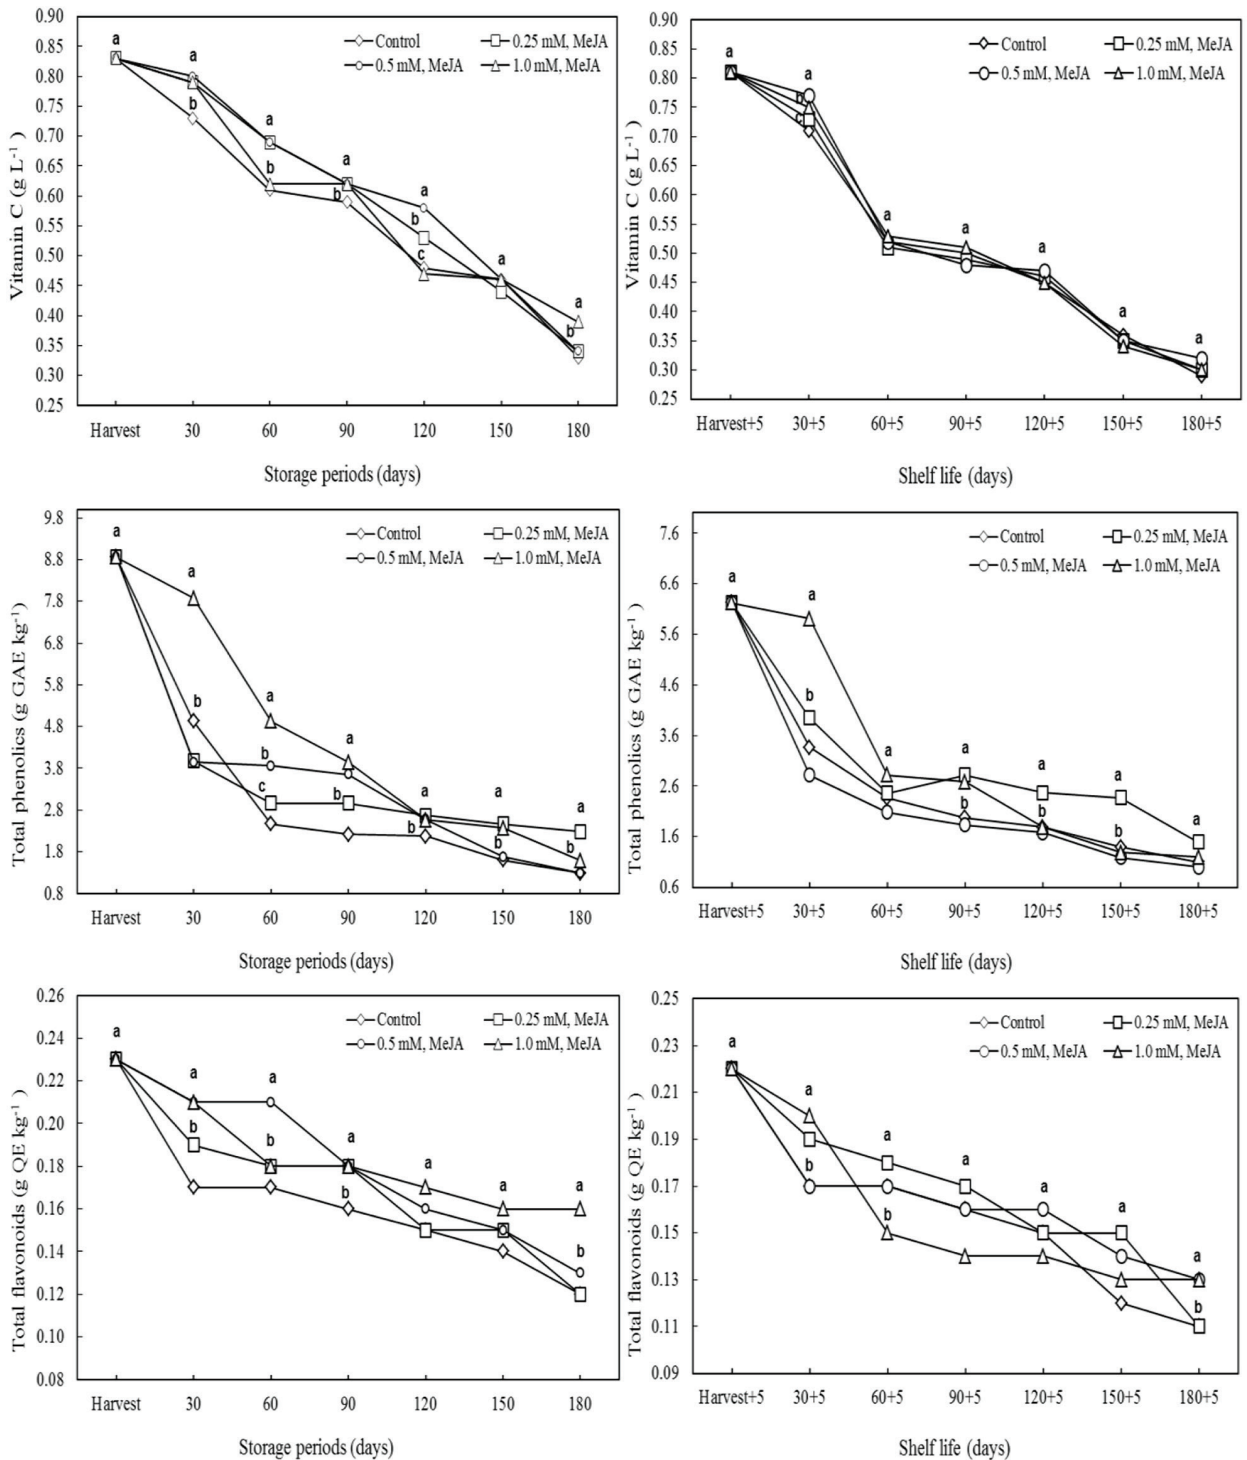 Vitamin C (g L-1 )
0.90
0.85
0.80
0.75
0.70
0.65
0.60
0.55
0.50
0.45
0.40
0.35
0.30
0.25
Control
0.25 mM, MeJA
0.5 mM, MeJA
1.0 mM, MeJA
a
a
b
a
b
a
b
a
b
c
a
a
b
Harvest 30 60 90 120 150 180
Storage periods (days)
Vitamin C (g L-1 )
0.90
0.85
0.80
0.75
0.70
0.65
0.60
0.55
0.50
0.45
0.40
0.35
0.30
0.25
Control
0.25 mM, MeJA
0.5 mM, MeJA
1.0 mM, MeJA
a
a
b
c
a
a
a
a
a
Harvest+5 30+5 60+5 90+5 120+5 150+5 180+5
Shelf life (days)
Total phenolics (g GAE kg-1 )
9.8
8.8
7.8
6.8
5.8
4.8
3.8
2.8
1.8
0.8
Control
0.25 mM, MeJA
0.5 mM, MeJA
1.0 mM, MeJA
a
a
b
a
b
c
a
b
a
b
a
b
a
b
Harvest 30 60 90 120 150 180
Storage periods (days)
Total phenolics (g GAE kg-1 )
7.6
6.6
5.6
4.6
3.6
2.6
1.6
0.6
Control
0.25 mM, MeJA
0.5 mM, MeJA
1.0 mM, MeJA
a
a
b
a
a
b
a
b
a
b
a
Harvest+5 30+5 60+5 90+5 120+5 150+5 180+5
Shelf life (days)
Total flavonoids (g QE kg-1 )
0.26
0.24
0.22
0.20
0.18
0.16
0.14
0.12
0.10
0.08
Control
0.25 mM, MeJA
0.5 mM, MeJA
1.0 mM, MeJA
a
a
b
a
b
a
b
a
a
a
b
Harvest 30 60 90 120 150 180
Storage periods (days)
Total flavonoids (g QE kg-1 )
0.25
0.23
0.21
0.19
0.17
0.15
0.13
0.11
0.09
Control
0.25 mM, MeJA
0.5 mM, MeJA
1.0 mM, MeJA
a
a
b
a
b
a
a
a
a
b
Harvest+5 30+5 60+5 90+5 120+5 150+5 180+5
Shelf life (days)